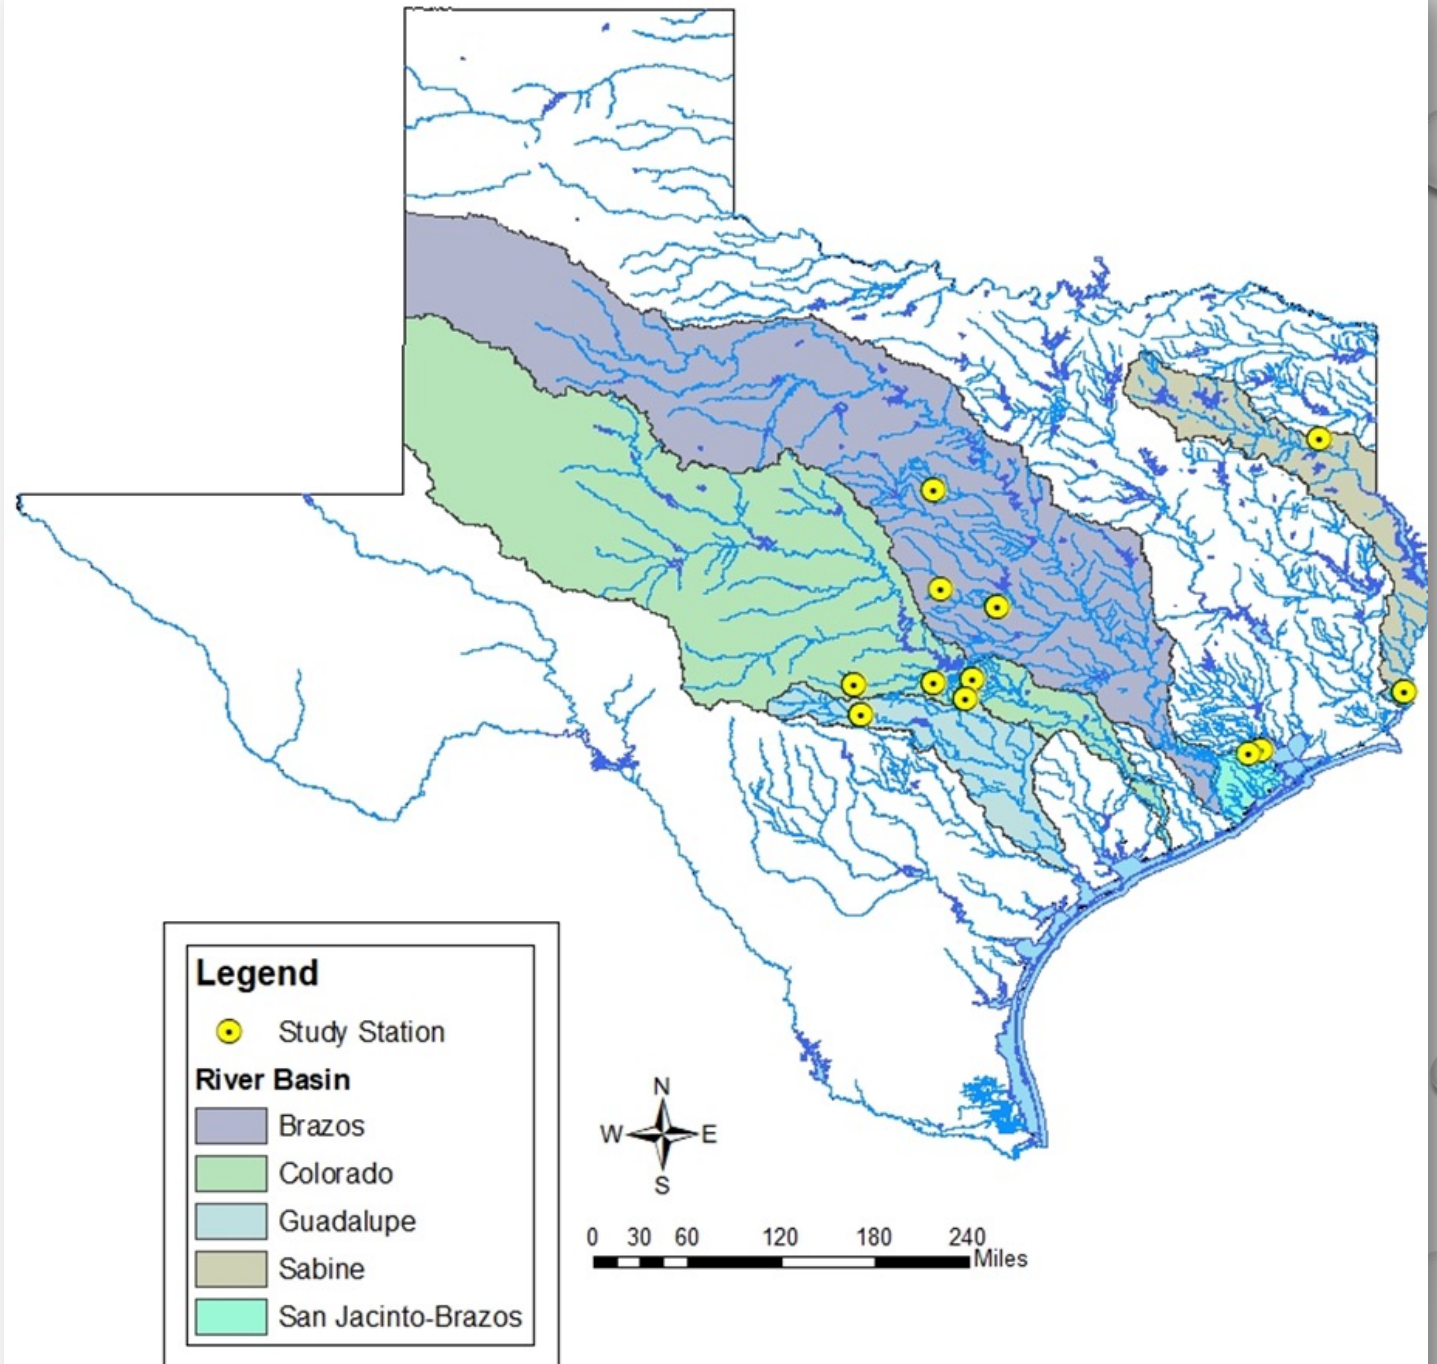 Legend
Study Station
River Basin
Brazos
Colorado
Guadalupe
Sabine
San Jacinto-Brazos
N
W E
S
0 30 60 120 180 240
Miles